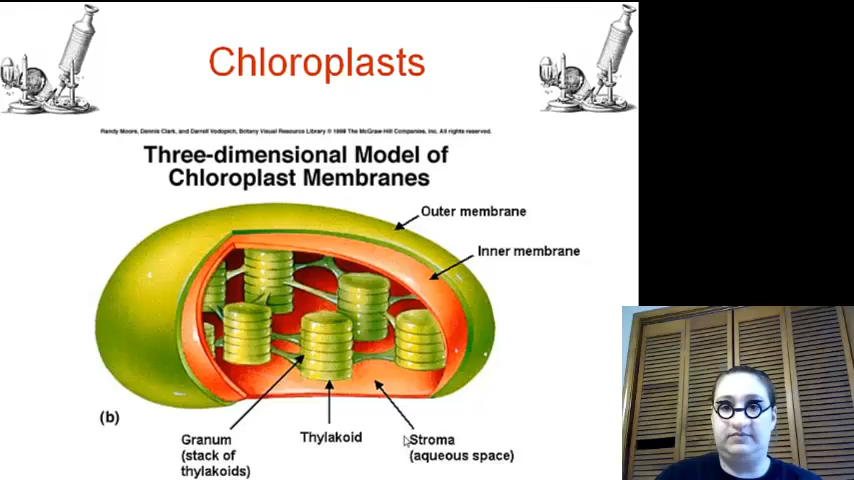 Chloroplasts
Randy Moore, Dennis Clark, and Darrell Vodopich, Botany Visual Resource Library © 1998 The McGraw-Hill Companies, Inc. All rights reserved.
Three-dimensional Model of
Chloroplast Membranes
Outer membrane
Inner membrane
(b)
Granum
(stack of
thylakoids)
Thylakoid
Stroma
(aqueous space)